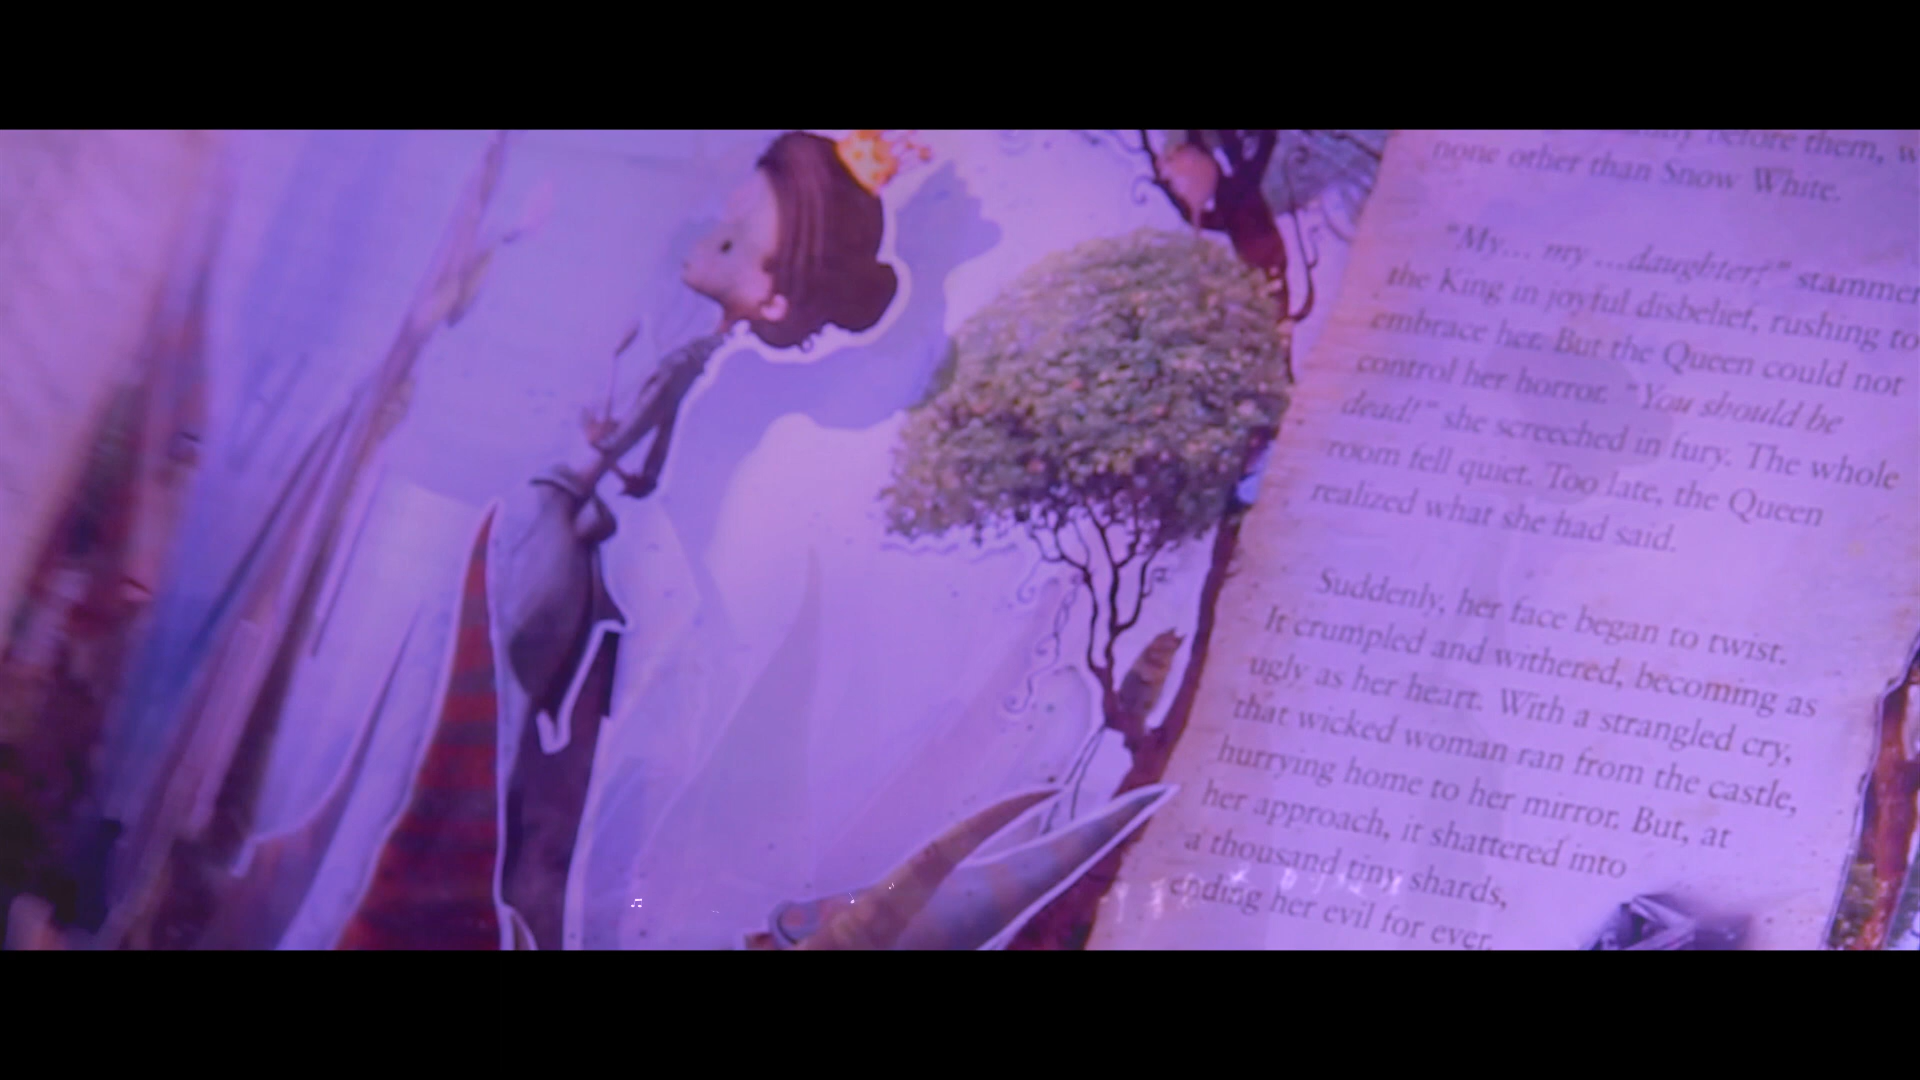 before them, w
none other than Snow White.
"My... my ...daughter?" stammer
the King in joyful disbelief, rushing to
embrace her. But the Queen could not
control her horror. "You should be
dead!" she screeched in fury. The whole
room fell quiet. Too late, the Queen
realized what she had said.
Suddenly, her face began to twist.
It crumpled and withered, becoming as
ugly as her heart. With a strangled cry,
that wicked woman ran from the castle,
hurrying home to her mirror. But, at
her approach, it shattered into
a thousand tiny shards,
ending her evil for ever.